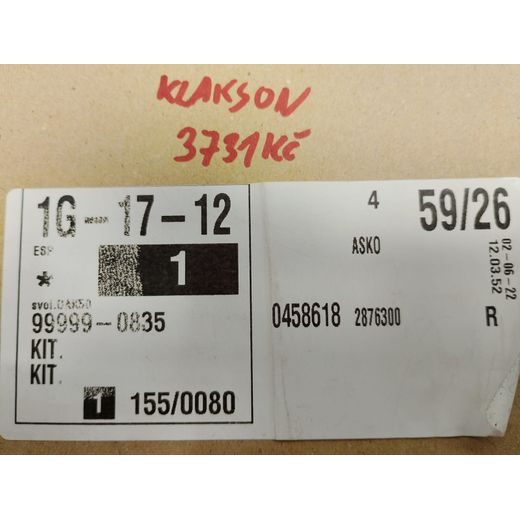 KLAKSON
3731Kč
1G 17-12
ESP
* 1
99999-0835
KIT.
KIT.
1 155/0080
4 59/26
ASKO
02-06-22
12.03.52
0458618 2876300 R